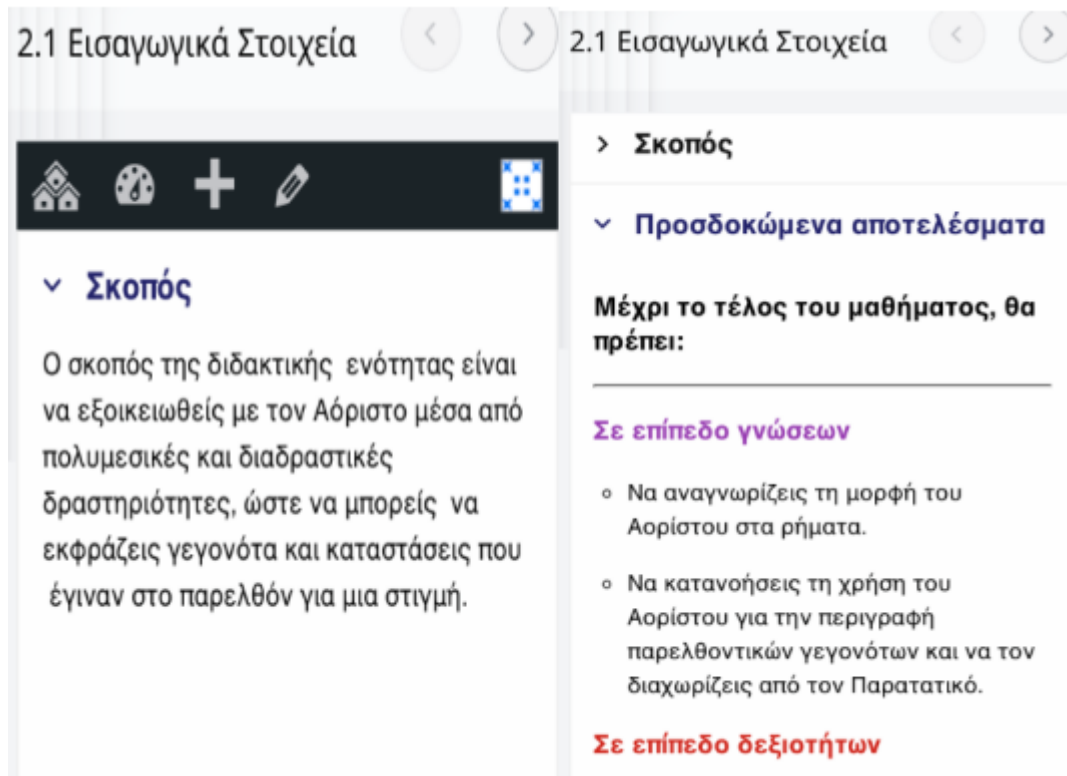 2.1 Εισαγωγικά Στοιχεία
Σκοπός
Ο σκοπός της διδακτικής ενότητας είναι
να εξοικειωθείς με τον Αόριστο μέσα από
πολυμεσικές και διαδραστικές
δραστηριότητες, ώστε να μπορείς να
εκφράζεις γεγονότα και καταστάσεις που
έγιναν στο παρελθόν για μια στιγμή.
2.1 Εισαγωγικά Στοιχεία
Σκοπός
Προσδοκώμενα αποτελέσματα
Μέχρι το τέλος του μαθήματος, θα
πρέπει:
Σε επίπεδο γνώσεων
Να αναγνωρίζεις τη μορφή του
Αορίστου στα ρήματα.
Να κατανοήσεις τη χρήση του
Αορίστου για την περιγραφή
παρελθοντικών γεγονότων και να τον
διαχωρίζεις από τον Παρατατικό.
Σε επίπεδο δεξιοτήτων